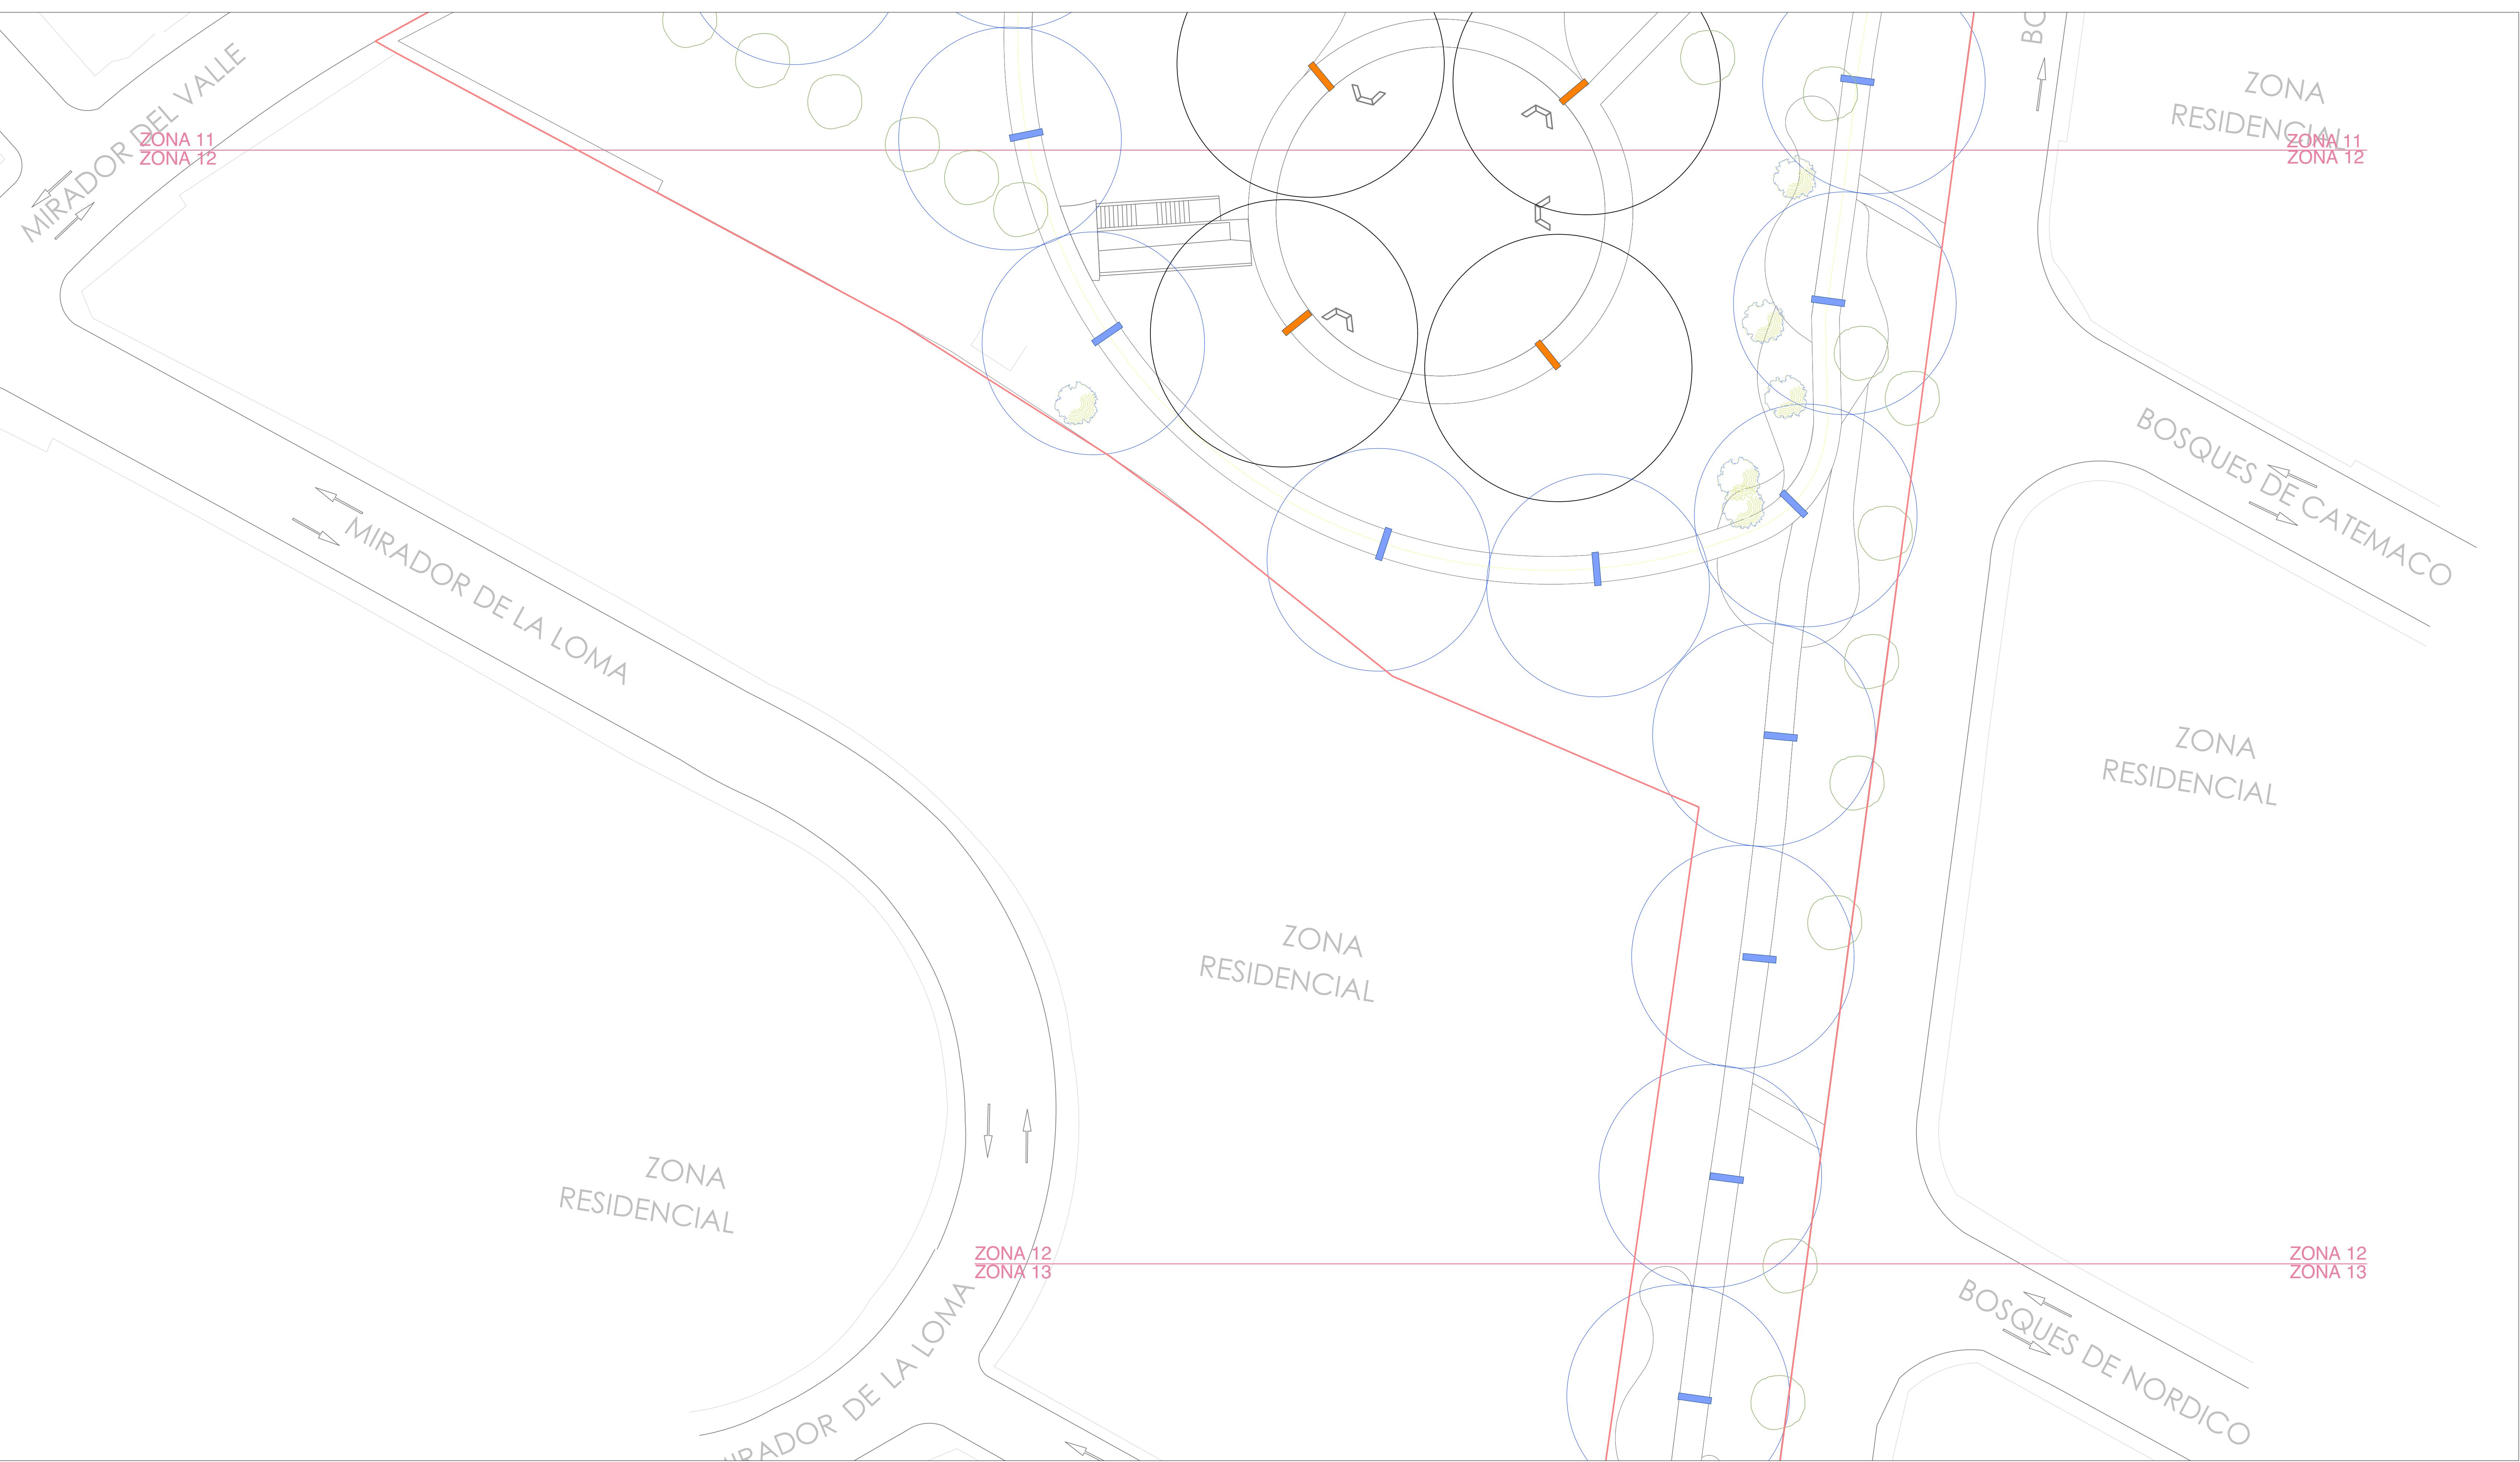 MIRADOR DEL VALLE
ZONA 11
ZONA 12
BO
ZONA
RESIDENCIAL
ZONA 11
ZONA 12
MIRADOR DE LA LOMA
BOSQUES DE CATEMACO
ZONA
RESIDENCIAL
ZONA
RESIDENCIAL
ZONA
RESIDENCIAL
ZONA 12
ZONA 13
ZONA 12
ZONA 13
IRADOR DE LA LOMA
BOSQUES DE NORDICO